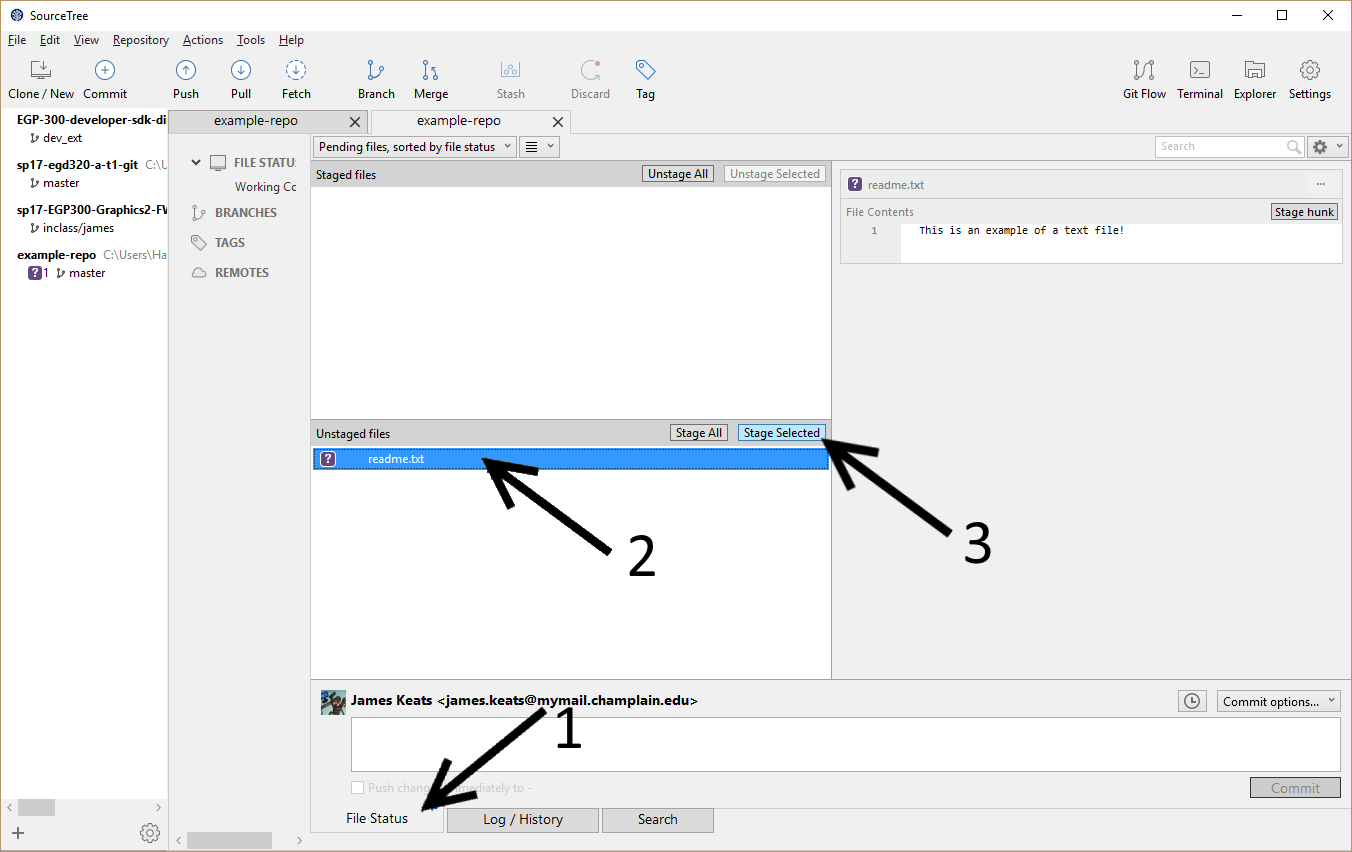 SourceTree
File Edit View Repository Actions Tools Help
Clone / New Commit Push Pull Fetch Branch Merge Stash Discard Tag Git Flow Terminal Explorer Settings
EGP-300-developer-sdk-di
dev_ext
sp17-egd320-a-t1-git C:\U
master
sp17-EGP300-Graphics2-FW
inclass/james
example-repo C:\Users\Ha
?1 master
example-repo example-repo
FILE STATUS
Working Co
BRANCHES
TAGS
REMOTES
Pending files, sorted by file status
Search
Staged files Unstage All Unstage Selected
Unstaged files Stage All Stage Selected
? readme.txt
2
3
? readme.txt ...
File Contents Stage hunk
1 This is an example of a text file!
James Keats <james.keats@mymail.champlain.edu>
Commit options...
1
Push immediately to -
Commit
File Status Log / History Search